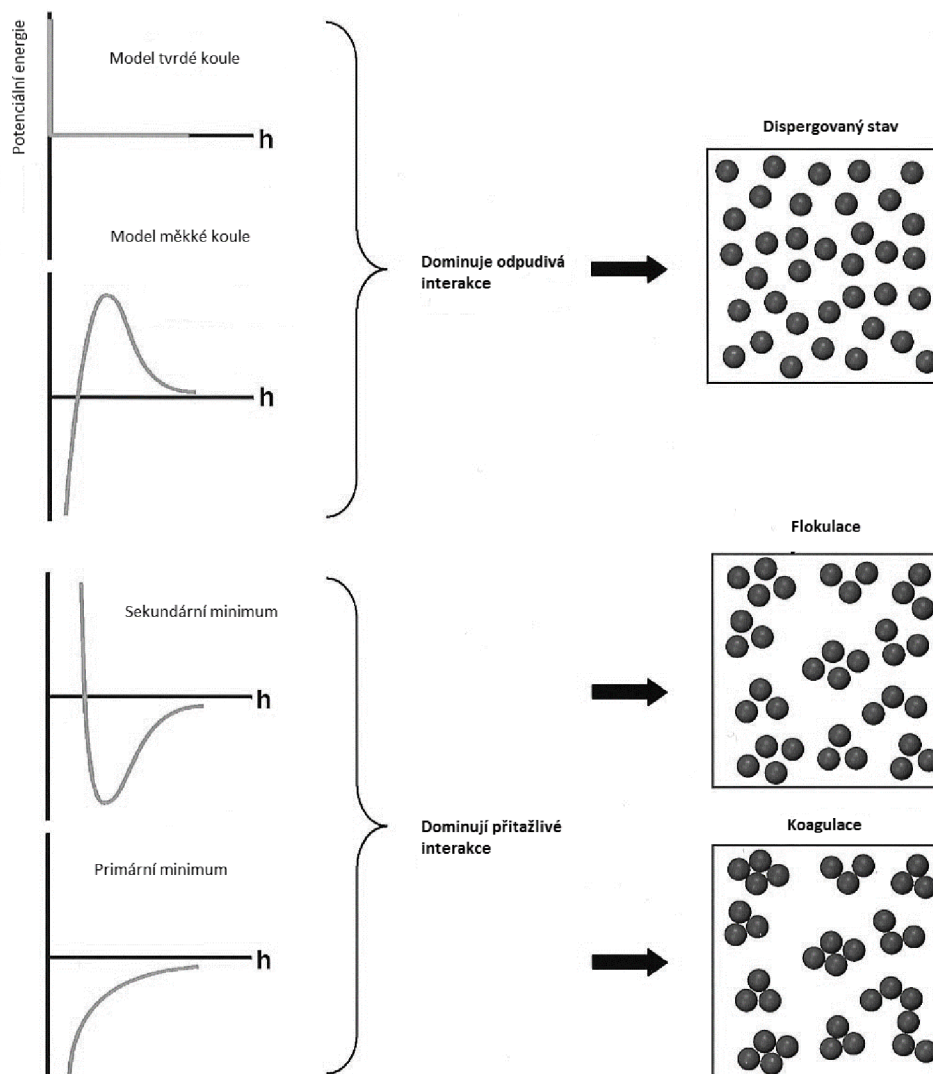 Potenciální energie
Model tvrdé koule
h
Model měkké koule
h
Dominuje odpudivá
interakce
Dispergovaný stav
Sekundární minimum
h
Primární minimum
h
Dominují přitažlivé
interakce
Flokulace
Koagulace